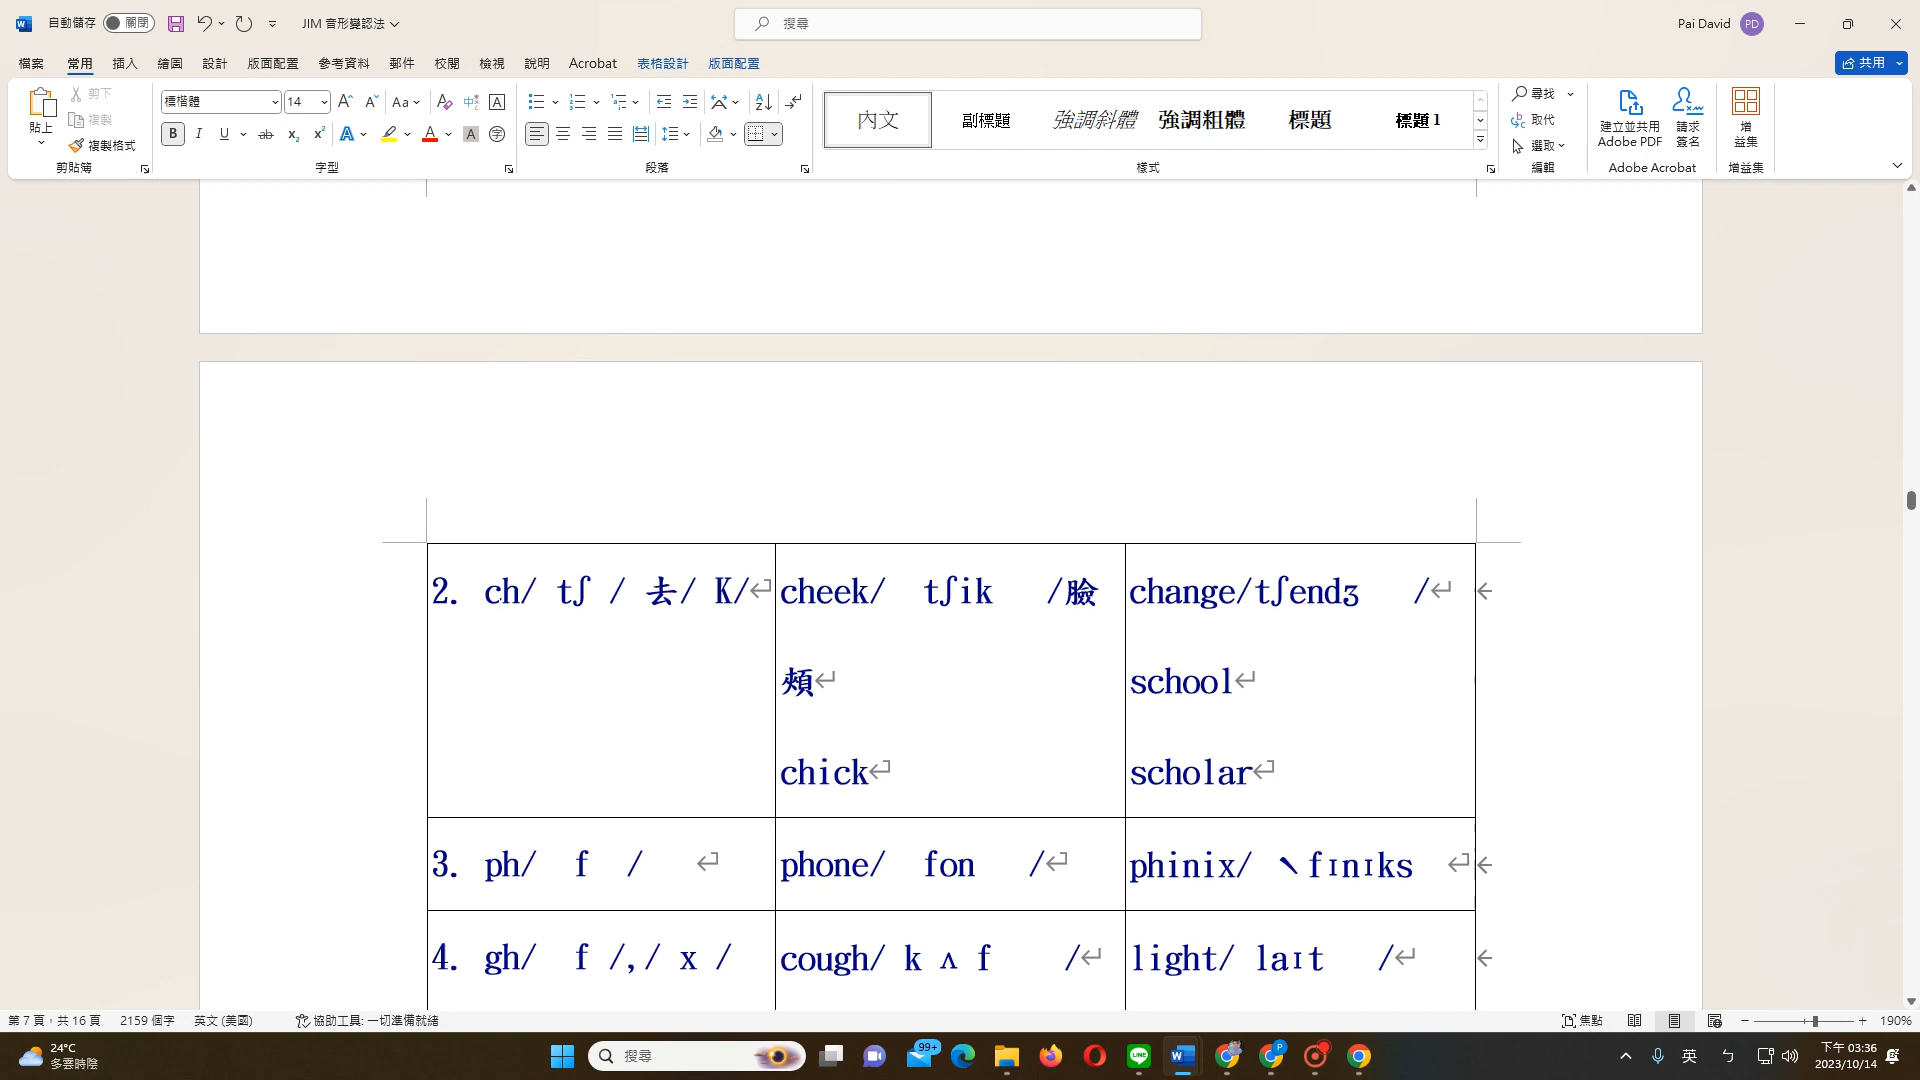 自動儲存 關閉 JIM 音形變認法 搜尋 Pai David PD
檔案 常用 插入 繪圖 設計 版面配置 參考資料 郵件 校閱 檢視 說明 Acrobat 表格設計 版面配置 共用
貼上 剪下 複製 複製格式 剪貼簿
標楷體 14 字型
段落
內文 副標題 強調斜體 強調粗體 標題 標題 1 樣式
尋找 取代 選取 編輯
建立並共用 Adobe PDF 請求簽名 Adobe Acrobat
增益集 增益集
2. ch/ tʃ / 去/ K/ cheek/ tʃik /臉 change/tʃendʒ /
頰 school
chick scholar
3. ph/ f / phone/ fon / phinix/ ㄟfɪnɪks
4. gh/ f /,/ x / cough/ k ʌ f / light/ laɪt /
第 7 頁，共 16 頁 2159 個字 英文 (美國) 協助工具: 一切準備就緒 焦點 190%
24°C
多雲時陰
搜尋 99+ 英 下午 03:36
2023/10/14